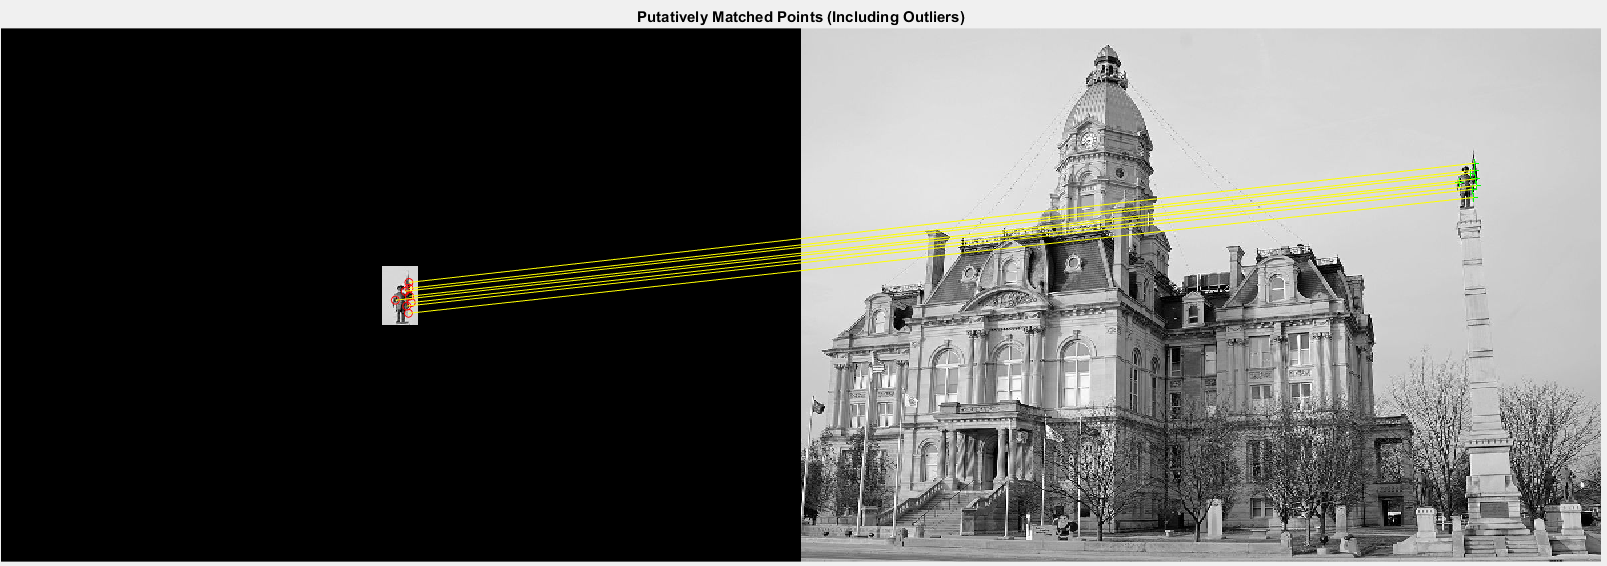 Putatively Matched Points (Including Outliers)